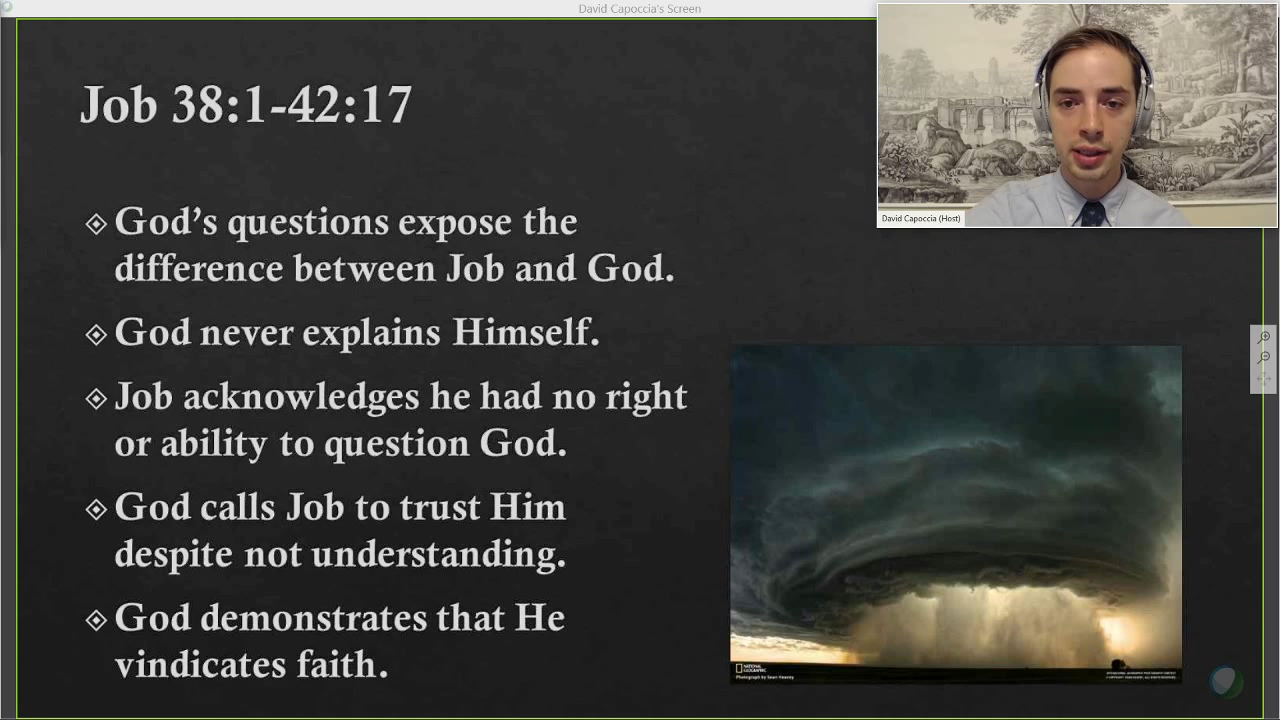 David Capoccia's Screen
Job 38:1-42:17
God's questions expose the
difference between Job and God.
God never explains Himself.
Job acknowledges he had no right
or ability to question God.
God calls Job to trust Him
despite not understanding.
God demonstrates that He
vindicates faith.
David Capoccia (Host)
NATIONAL
GEOGRAPHIC